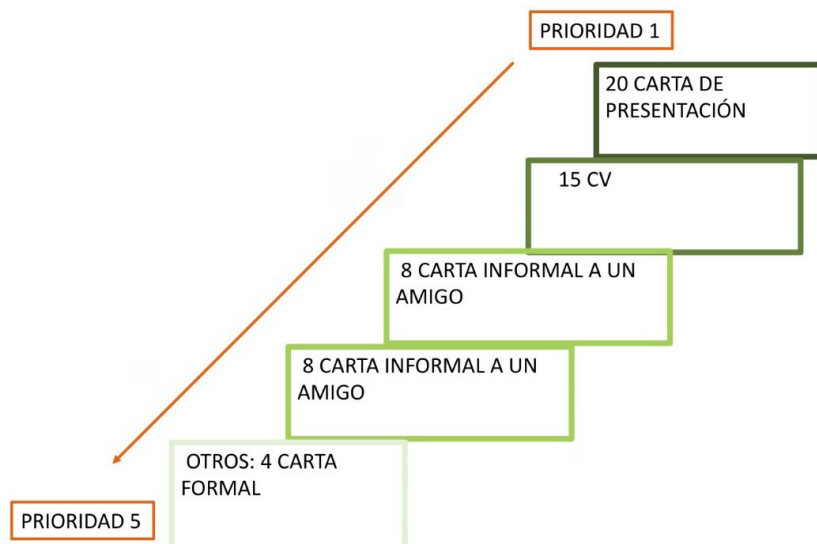 PRIORIDAD 1
20 CARTA DE
PRESENTACIÓN
15 CV
8 CARTA INFORMAL A UN
AMIGO
8 CARTA INFORMAL A UN
AMIGO
OTROS: 4 CARTA
FORMAL
PRIORIDAD 5